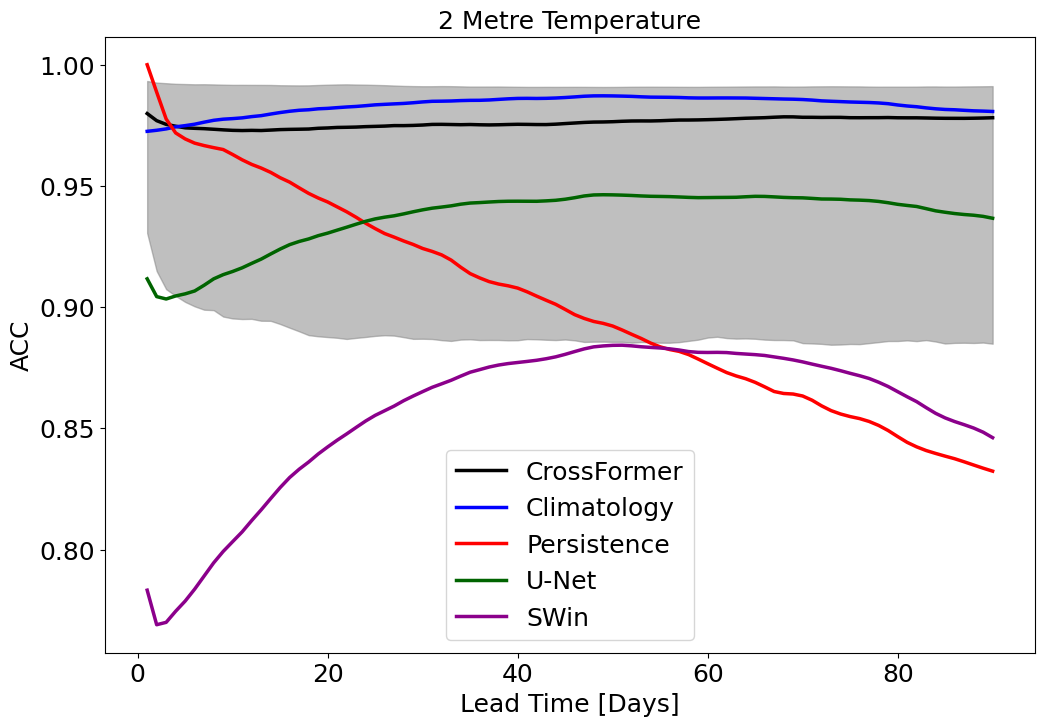 2 Metre Temperature
ACC
1.00
0.95
0.90
0.85
0.80
CrossFormer
Climatology
Persistence
U-Net
SWin
0 20 40 60 80
Lead Time [Days]